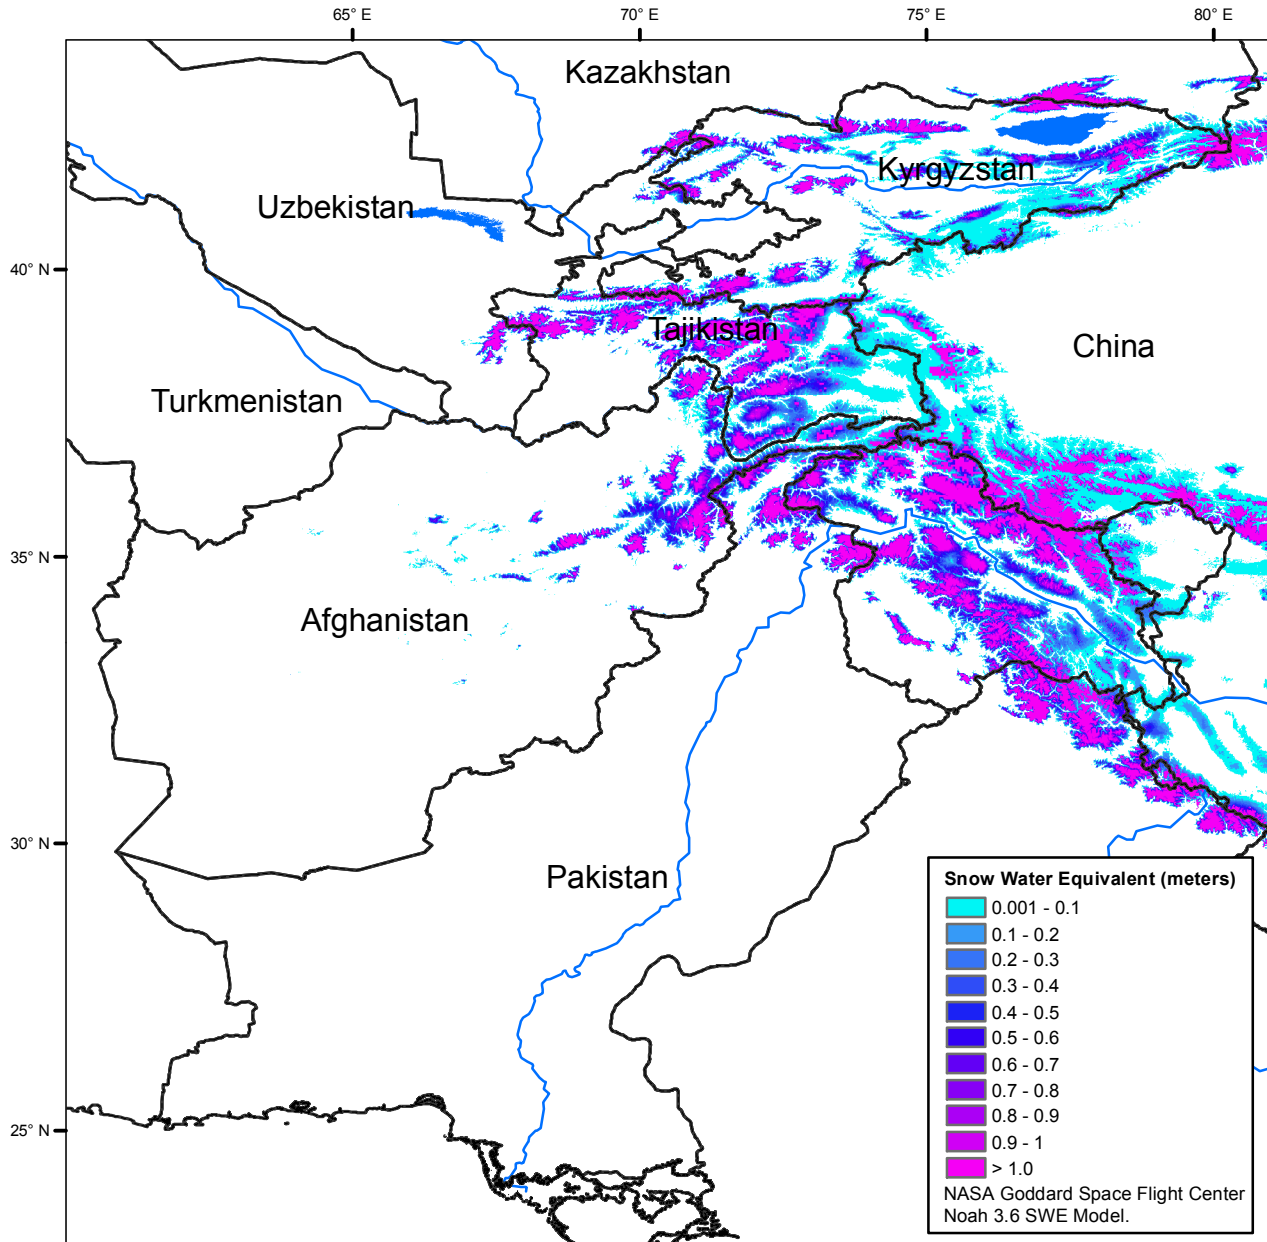 65° E
70° E
75° E
80° E
Kazakhstan
Kyrgyzstan
Uzbekistan
40° N
Tajikistan
China
Turkmenistan
35° N
Afghanistan
30° N
Pakistan
25° N
Snow Water Equivalent (meters)
0.001 - 0.1
0.1 - 0.2
0.2 - 0.3
0.3 - 0.4
0.4 - 0.5
0.5 - 0.6
0.6 - 0.7
0.7 - 0.8
0.8 - 0.9
0.9 - 1
> 1.0
NASA Goddard Space Flight Center
Noah 3.6 SWE Model.